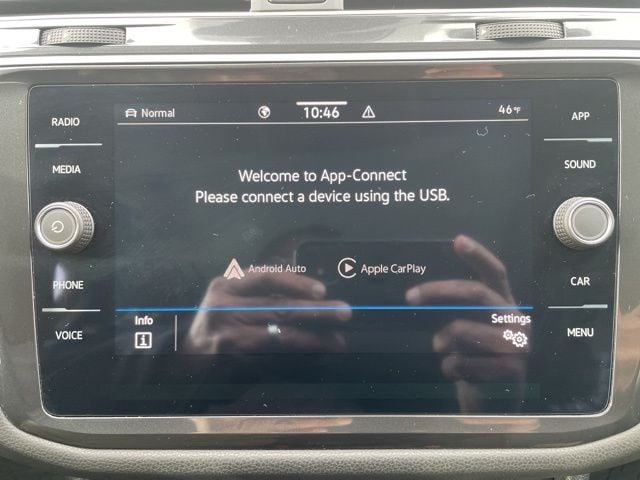 Normal
10:46
46°F
RADIO
MEDIA
PHONE
VOICE
Welcome to App-Connect
Please connect a device using the USB.
Android Auto
Apple CarPlay
Info
Settings
APP
SOUND
CAR
MENU